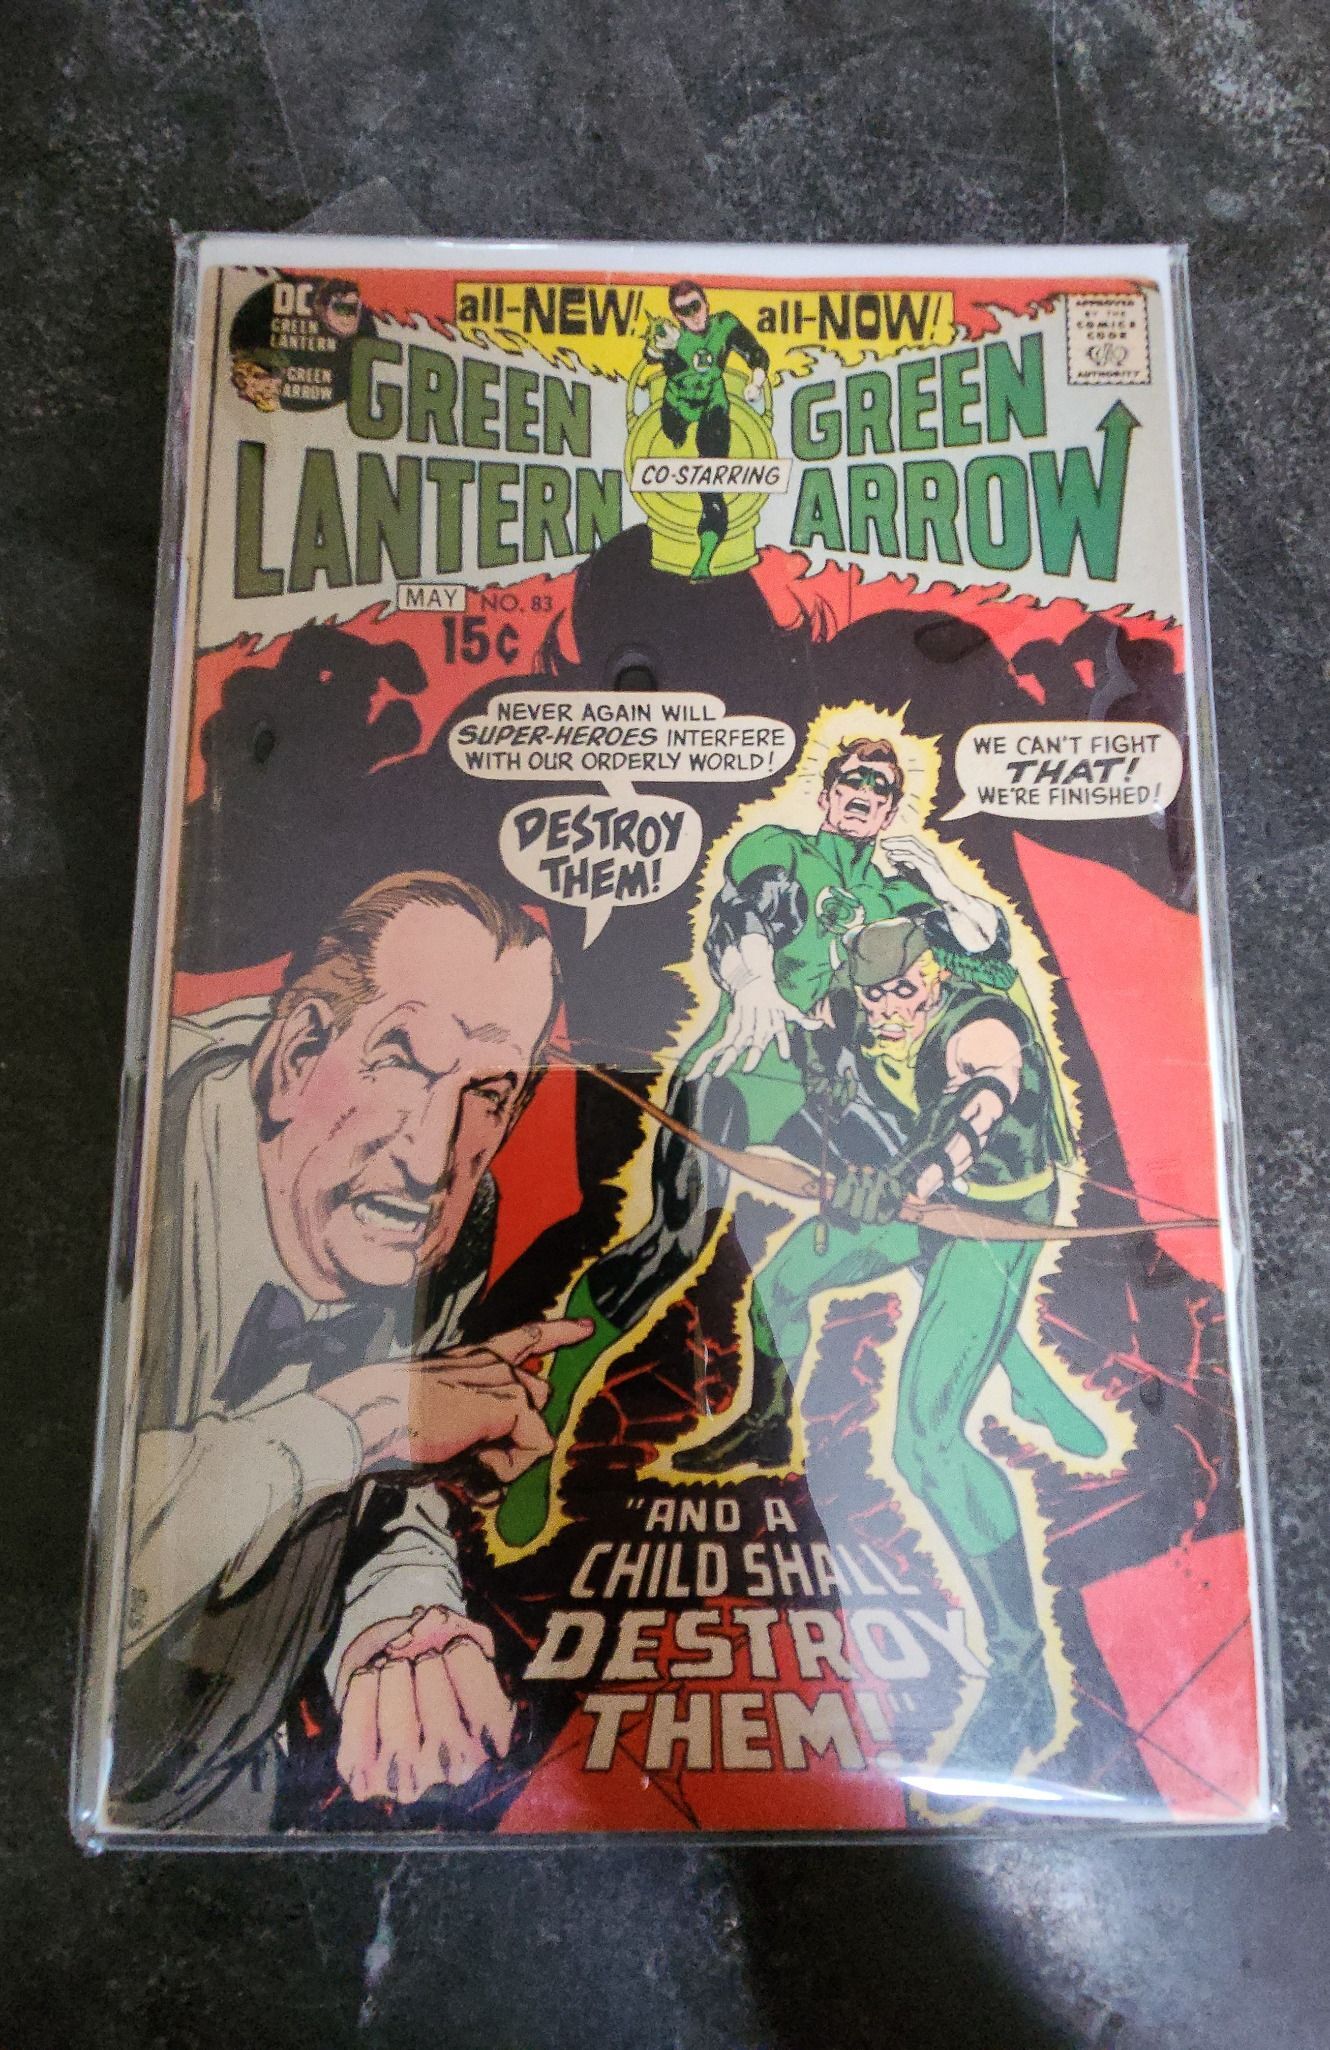 DC
GREEN
LANTERN
GREEN
ARROW
all-NEW! all-NOW!
APPROVED
BY THE
COMICS
CODE
AUTHORITY
GREEN
LANTERN
CO-STARRING
GREEN
ARROW
MAY NO. 83
15¢
NEVER AGAIN WILL
SUPER-HEROES INTERFERE
WITH OUR ORDERLY WORLD!
DESTROY
THEM!
WE CAN'T FIGHT
THAT!
WE'RE FINISHED!
"AND A
CHILD SHALL
DESTROY
THEM!"